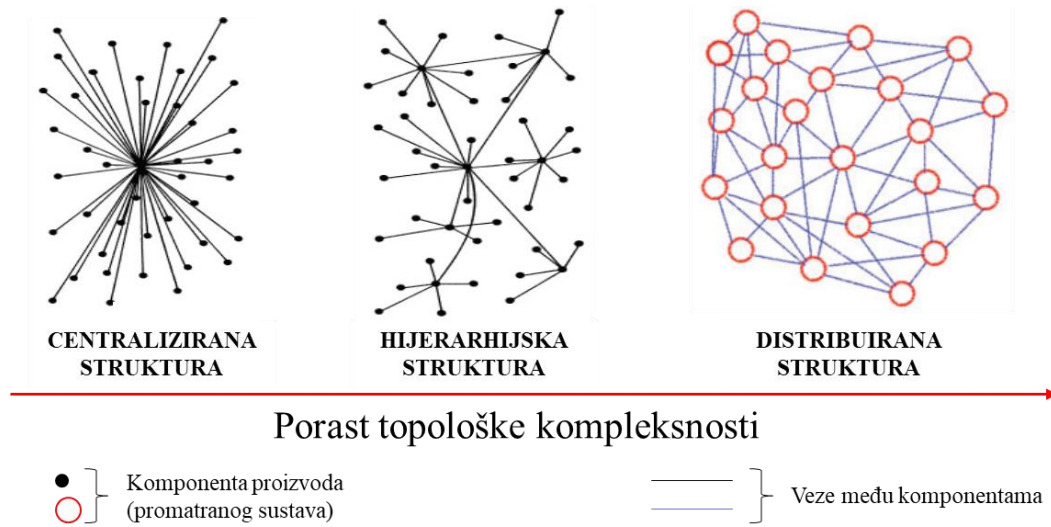 CENTRALIZIRANA
STRUKTURA
HIJERARHIJSKA
STRUKTURA
DISTRIBUIRANA
STRUKTURA
Porast topološke kompleksnosti
Komponenta proizvoda
(promatranog sustava)
Veze među komponentama